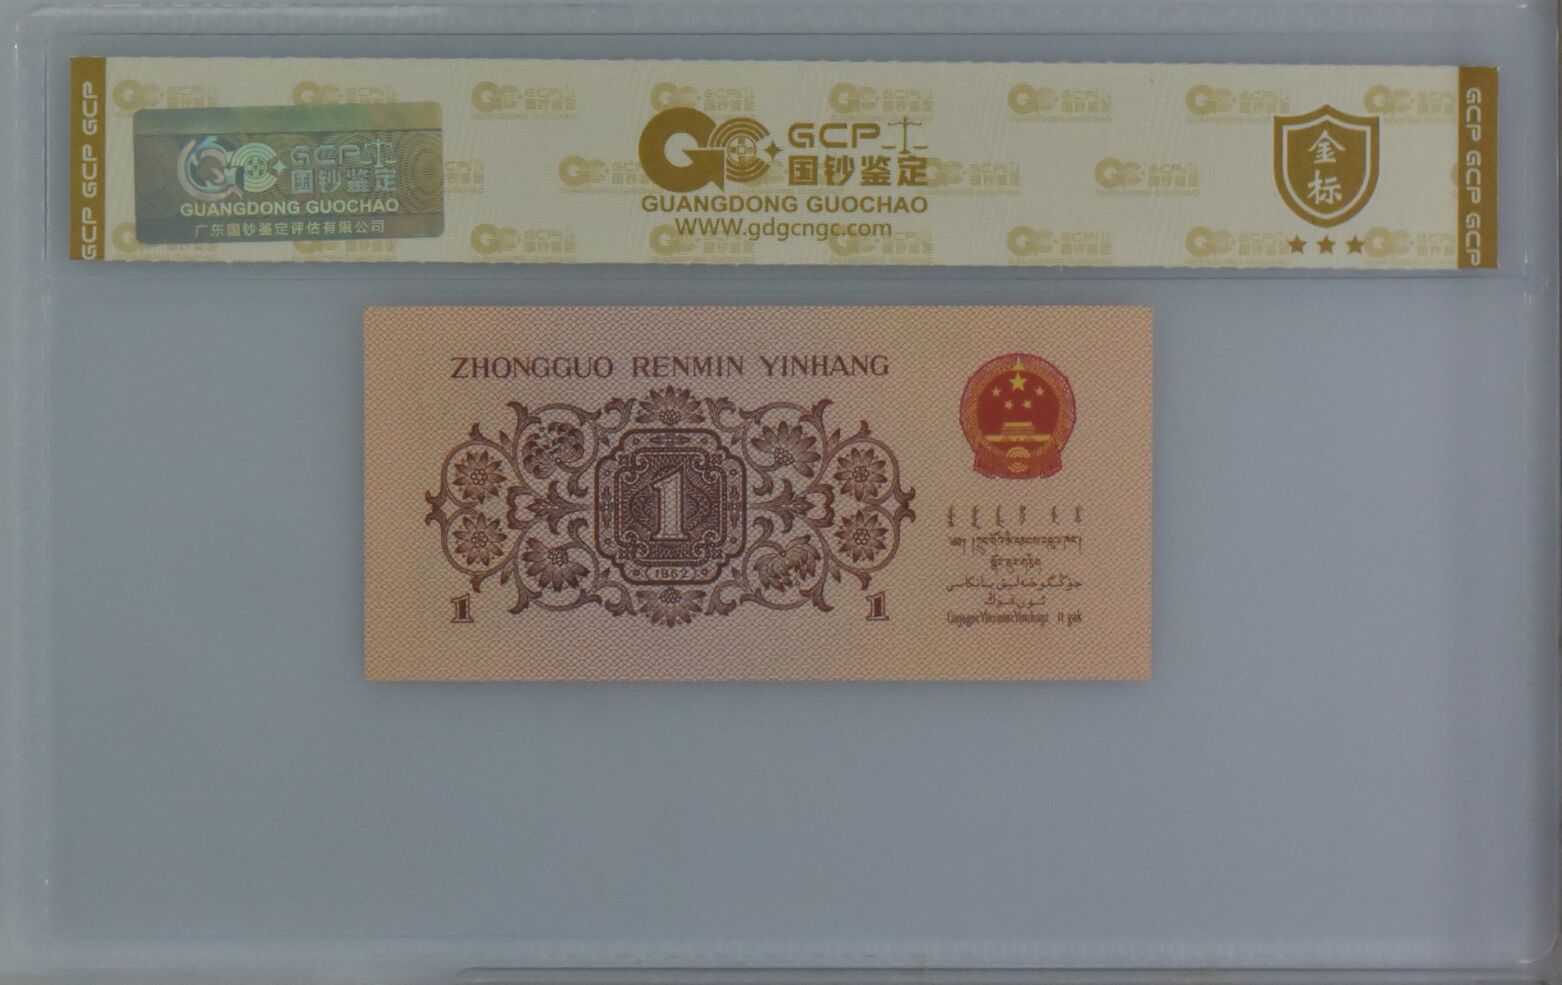 GCP GCP GCP
GCP 国钞鉴定
GUANGDONG GUOCHAO
广东国钞鉴定评估有限公司
GCP
国钞鉴定
GUANGDONG GUOCHAO
WWW.gdgcngc.com
金标
GCP GCP GCP
ZHONGGUO RENMIN YINHANG
1
(1962)
1 1